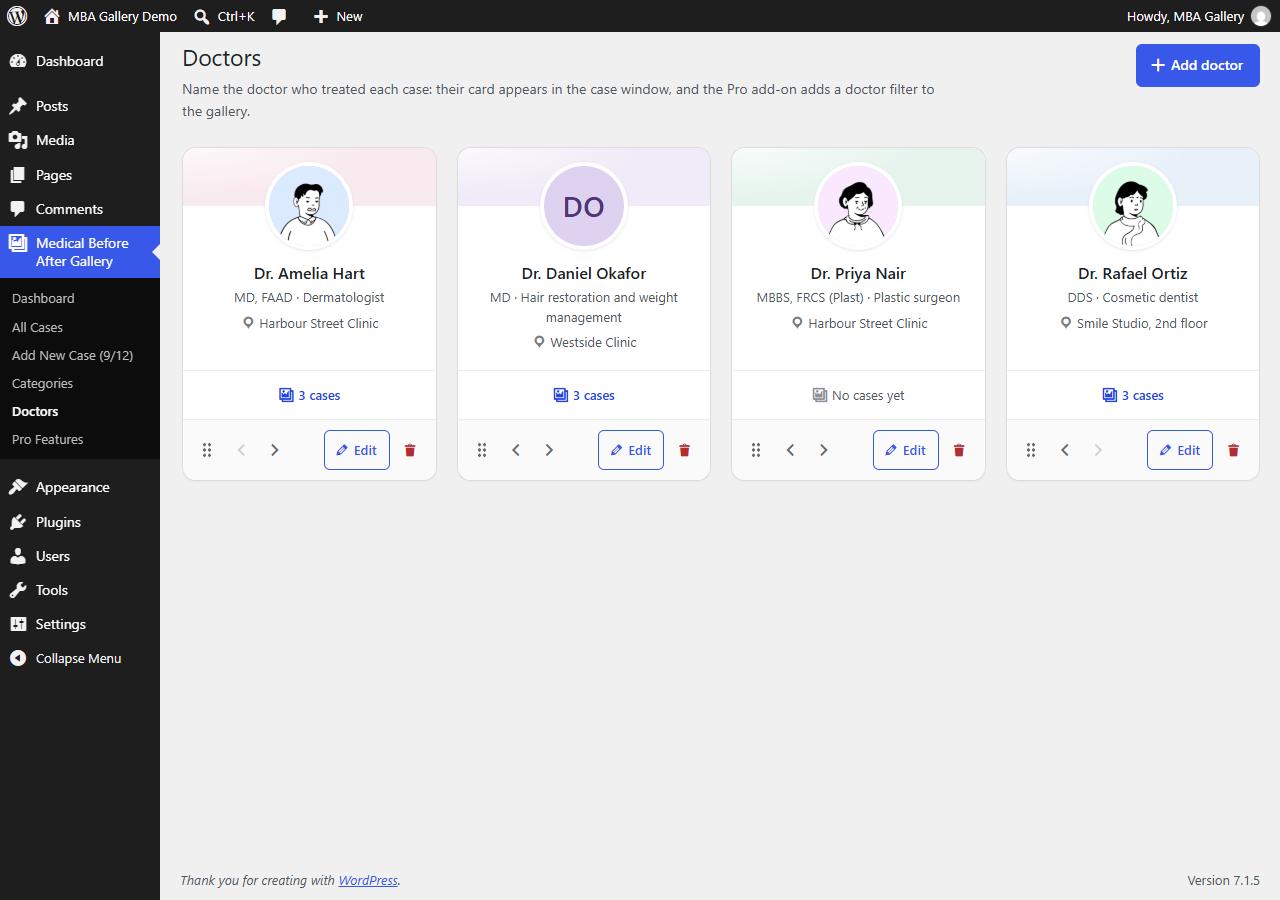 MBA Gallery Demo
Ctrl+K
New
Howdy, MBA Gallery
Dashboard
Posts
Media
Pages
Comments
Medical Before
After Gallery
Dashboard
All Cases
Add New Case (9/12)
Categories
Doctors
Pro Features
Appearance
Plugins
Users
Tools
Settings
Collapse Menu
Doctors
Add doctor
Name the doctor who treated each case: their card appears in the case window, and the Pro add-on adds a doctor filter to
the gallery.
Dr. Amelia Hart
MD, FAAD · Dermatologist
Harbour Street Clinic
3 cases
Edit
DO
Dr. Daniel Okafor
MD · Hair restoration and weight
management
Westside Clinic
3 cases
Edit
Dr. Priya Nair
MBBS, FRCS (Plast) · Plastic surgeon
Harbour Street Clinic
No cases yet
Edit
Dr. Rafael Ortiz
DDS · Cosmetic dentist
Smile Studio, 2nd floor
3 cases
Edit
Thank you for creating with WordPress.
Version 7.1.5